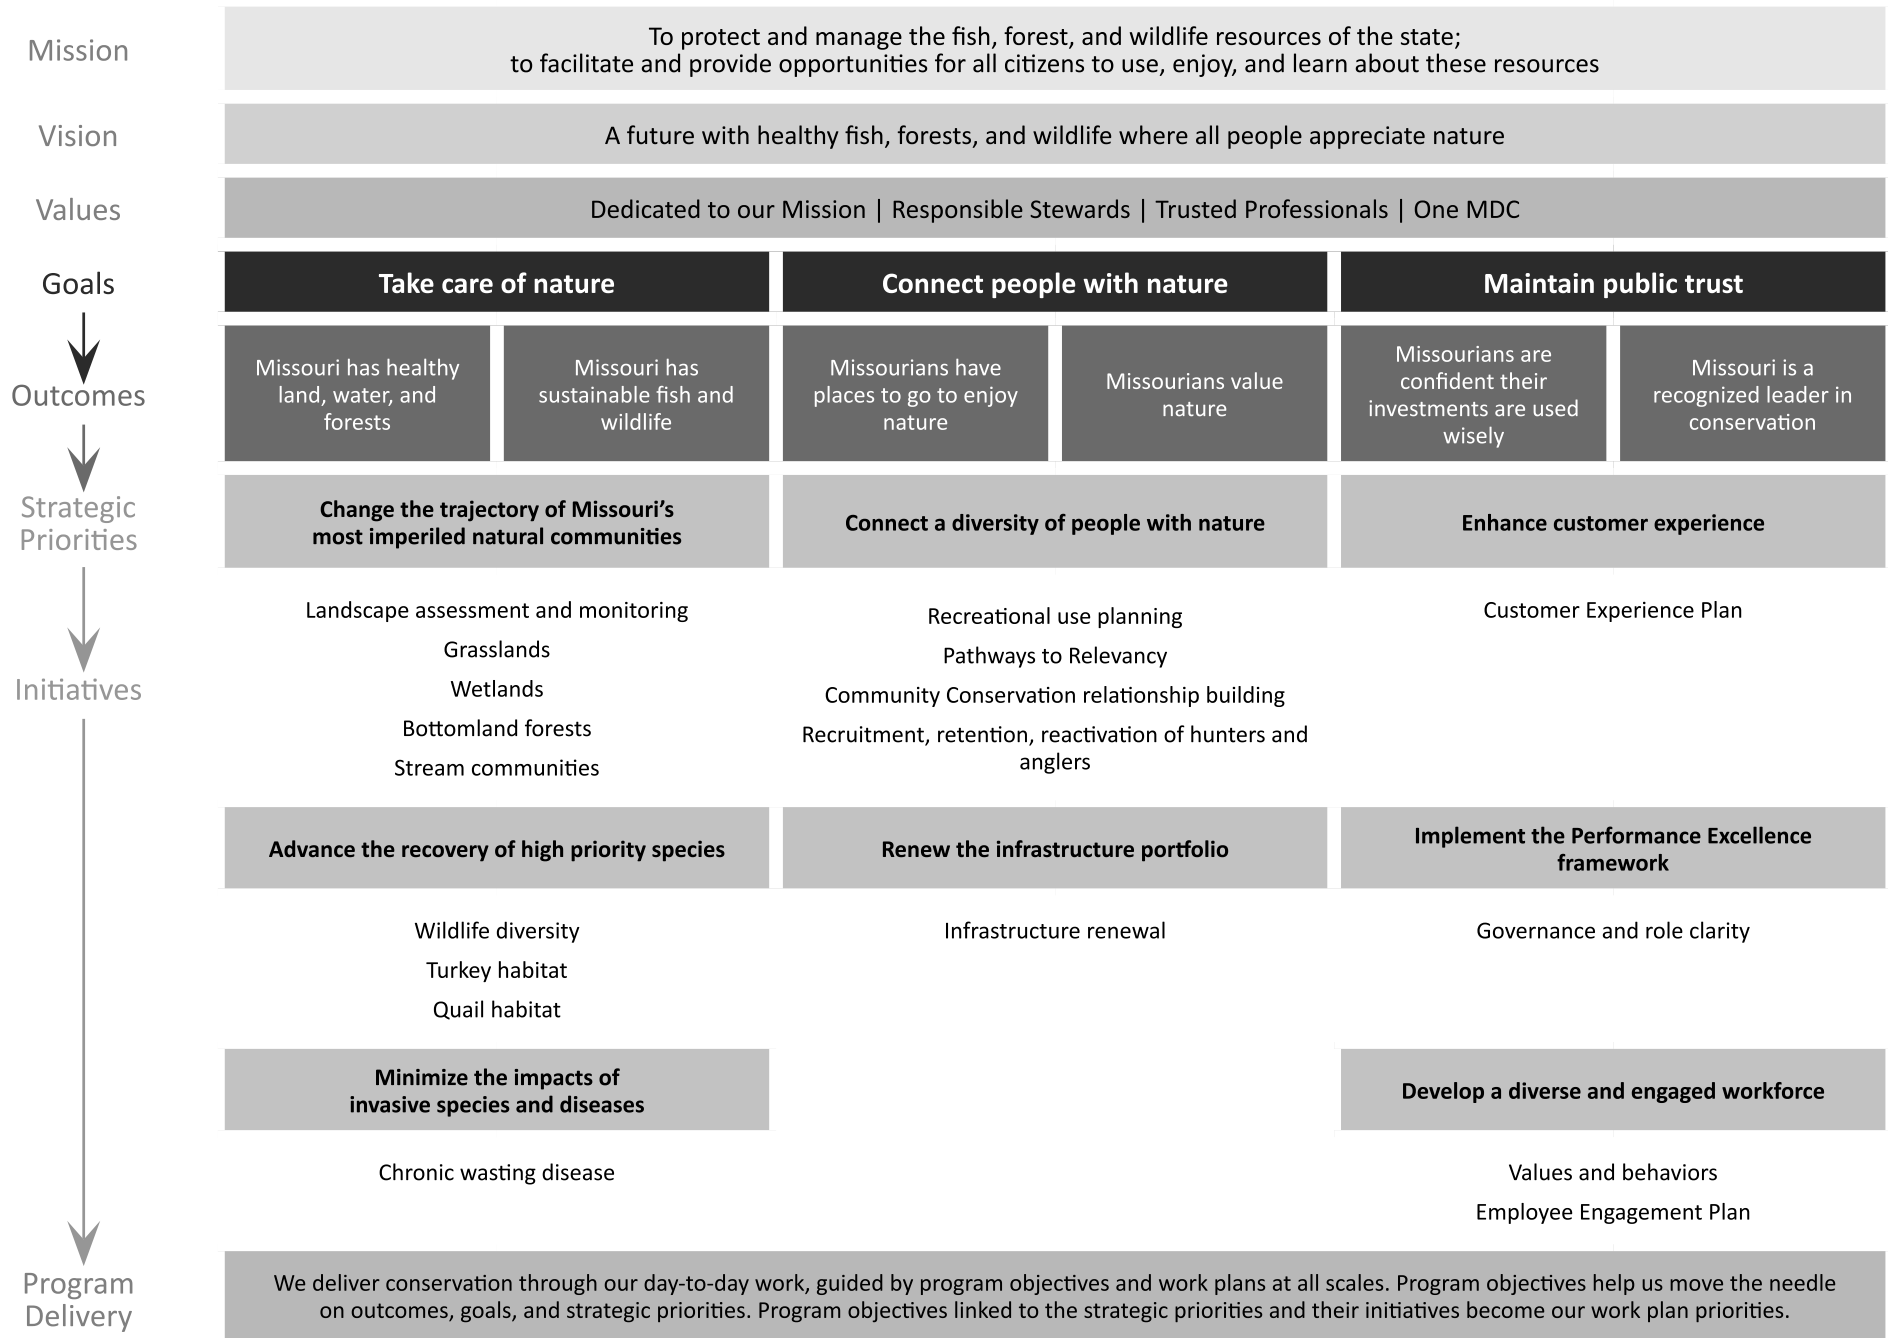 Mission
To protect and manage the fish, forest, and wildlife resources of the state;
to facilitate and provide opportunities for all citizens to use, enjoy, and learn about these resources
Vision
A future with healthy fish, forests, and wildlife where all people appreciate nature
Values
Dedicated to our Mission | Responsible Stewards | Trusted Professionals | One MDC
Goals
Take care of nature
Connect people with nature
Maintain public trust
Outcomes
Missouri has healthy
land, water, and
forests
Missouri has
sustainable fish and
wildlife
Missourians have
places to go to enjoy
nature
Missourians value
nature
Missourians are
confident their
investments are used
wisely
Missouri is a
recognized leader in
conservation
Strategic
Priorities
Change the trajectory of Missouri’s
most imperiled natural communities
Connect a diversity of people with nature
Enhance customer experience
Initiatives
Landscape assessment and monitoring
Grasslands
Wetlands
Bottomland forests
Stream communities
Recreational use planning
Pathways to Relevancy
Community Conservation relationship building
Recruitment, retention, reactivation of hunters and
anglers
Customer Experience Plan
Advance the recovery of high priority species
Renew the infrastructure portfolio
Implement the Performance Excellence
framework
Wildlife diversity
Turkey habitat
Quail habitat
Infrastructure renewal
Governance and role clarity
Minimize the impacts of
invasive species and diseases
Develop a diverse and engaged workforce
Chronic wasting disease
Values and behaviors
Employee Engagement Plan
Program
Delivery
We deliver conservation through our day-to-day work, guided by program objectives and work plans at all scales. Program objectives help us move the needle
on outcomes, goals, and strategic priorities. Program objectives linked to the strategic priorities and their initiatives become our work plan priorities.